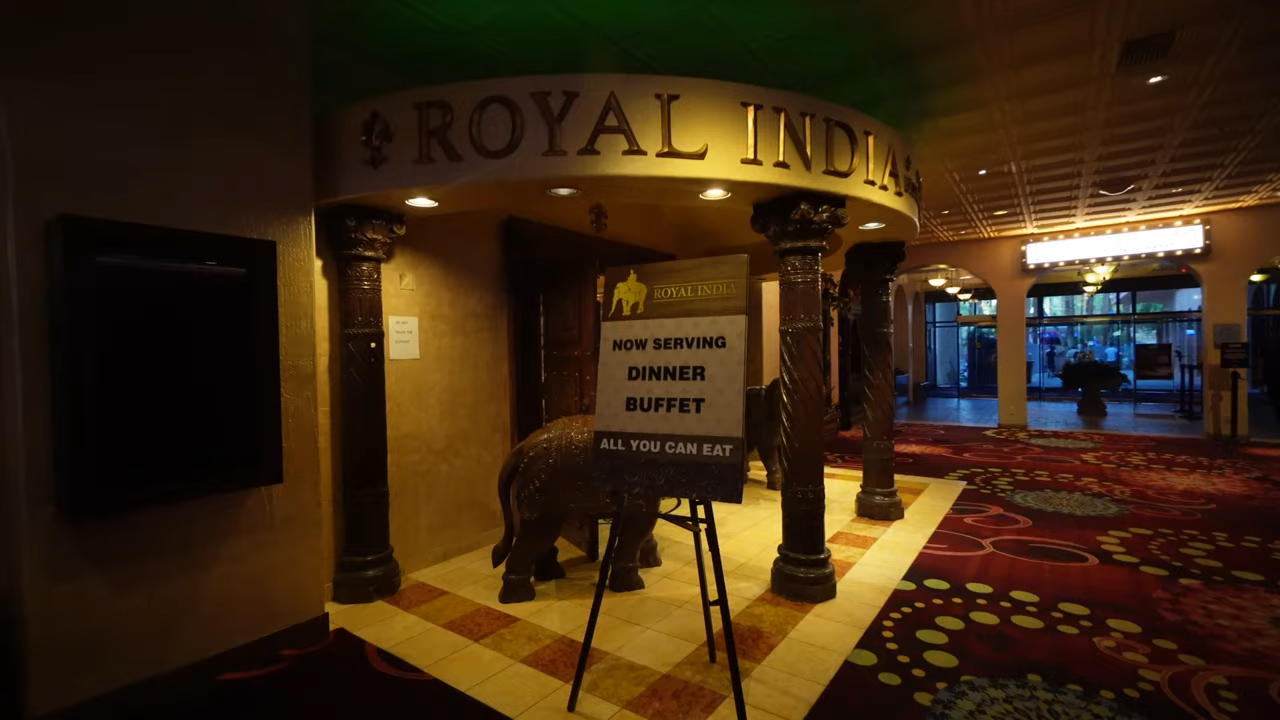 ROYAL INDIA
ROYAL INDIA
NOW SERVING
DINNER
BUFFET
ALL YOU CAN EAT